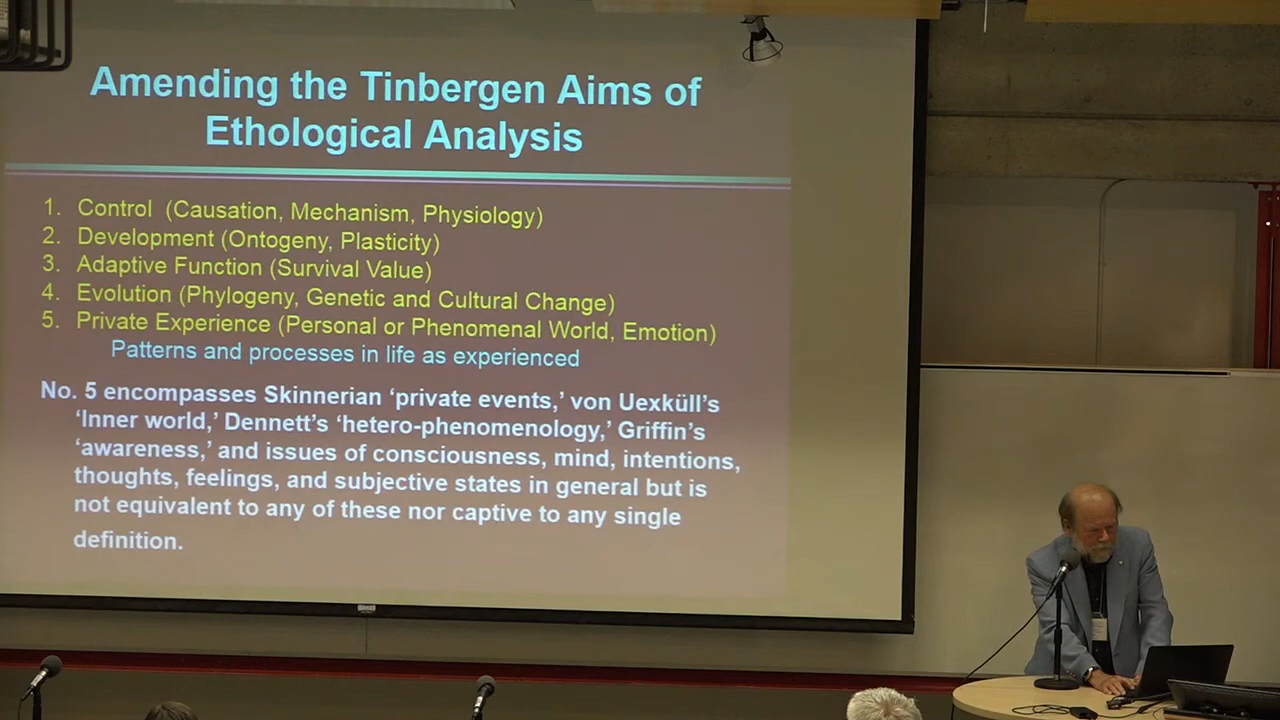 Amending the Tinbergen Aims of
Ethological Analysis
1. Control (Causation, Mechanism, Physiology)
2. Development (Ontogeny, Plasticity)
3. Adaptive Function (Survival Value)
4. Evolution (Phylogeny, Genetic and Cultural Change)
5. Private Experience (Personal or Phenomenal World, Emotion)
Patterns and processes in life as experienced
No. 5 encompasses Skinnerian ‘private events,’ von Uexküll’s
‘Inner world,’ Dennett’s ‘hetero-phenomenology,’ Griffin’s
‘awareness,’ and issues of consciousness, mind, intentions,
thoughts, feelings, and subjective states in general but is
not equivalent to any of these nor captive to any single
definition.